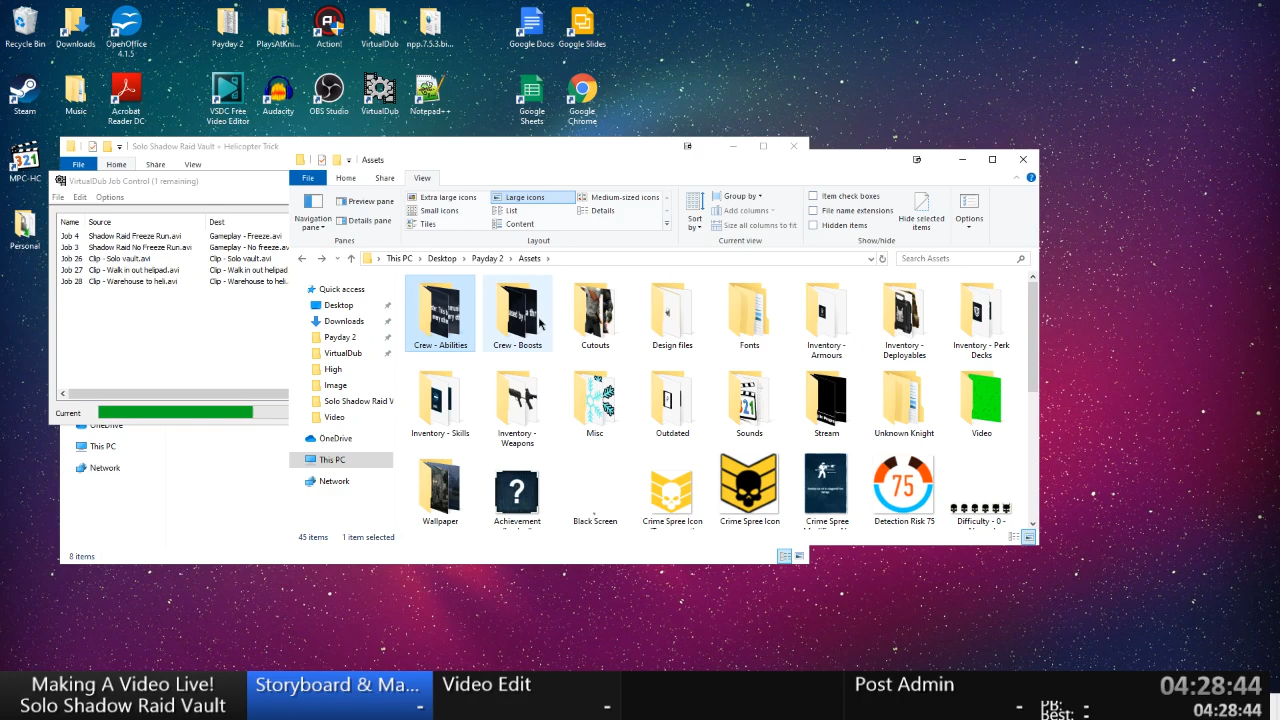 Recycle Bin
Downloads
OpenOffice 4.1.5
Payday 2
PlaysAtKni...
Action!
VirtualDub
npp.7.5.3.bi...
Google Docs
Google Slides
Steam
Music
Acrobat Reader DC
VSDC Free Video Editor
Audacity
OBS Studio
VirtualDub
Notepad++
Google Sheets
Google Chrome
321
MPC-HC
Personal
Solo Shadow Raid Vault + Helicopter Trick
File Home Share View
VirtualDub Job Control (1 remaining)
File Edit Options
Name Source Dest
Job 4 Shadow Raid Freeze Run.avi Gameplay - Freeze.avi
Job 3 Shadow Raid No Freeze Run.avi Gameplay - No freeze.av
Job 26 Clip - Solo vault.avi Clip - Solo vault.avi
Job 27 Clip - Walk in out helipad.avi Clip - Walk in out helipad
Job 28 Clip - Warehouse to heli.avi Clip - Warehouse to heli..
Current
OneDrive
This PC
Network
8 items
Assets
File Home Share View
Navigation pane
Preview pane
Details pane
Panes
Extra large icons Large icons Medium-sized icons
Small icons List Details
Tiles Content
Layout
Sort by
Group by
Add columns
Size all columns to fit
Current view
Item check boxes
File name extensions
Hidden items
Hide selected items
Show/hide
Options
This PC Desktop Payday 2 Assets
Search Assets
Quick access
Desktop
Downloads
Payday 2
VirtualDub
High
Image
Solo Shadow Raid V
Video
OneDrive
This PC
Network
Crew - Abilities
Crew - Boosts
Cutouts
Design files
Fonts
Inventory - Armours
Inventory - Deployables
Inventory - Perk Decks
Inventory - Skills
Inventory - Weapons
Misc
Outdated
Sounds
Stream
Unknown Knight
Video
Wallpaper
?
Achievement
Black Screen
Crime Spree Icon
Crime Spree Icon
Crime Spree
75
Detection Risk 75
Difficulty - 0 -
45 items 1 item selected
Making A Video Live!
Solo Shadow Raid Vault
Storyboard & Ma...
-
Video Edit
-
Post Admin
-
PB: -
Best: -
04:28:44
04:28:44